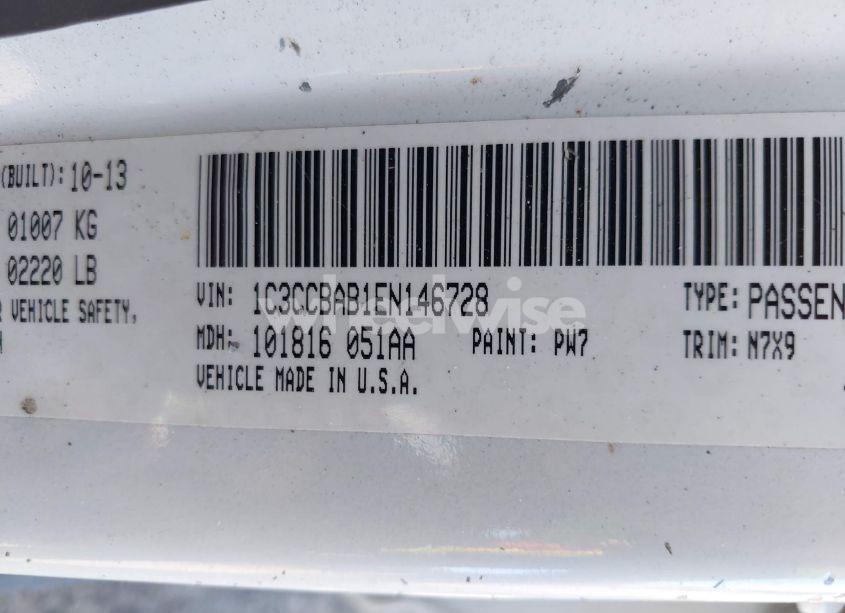 (BUILT): 10-13
01007 KG
02220 LB
VEHICLE SAFETY,
VIN: 1C3CCBAB1EN146728
MDH: 101816 051AA
PAINT: PW7
VEHICLE MADE IN U.S.A.
TYPE: PASSEN
TRIM: N7X9
wheelwise